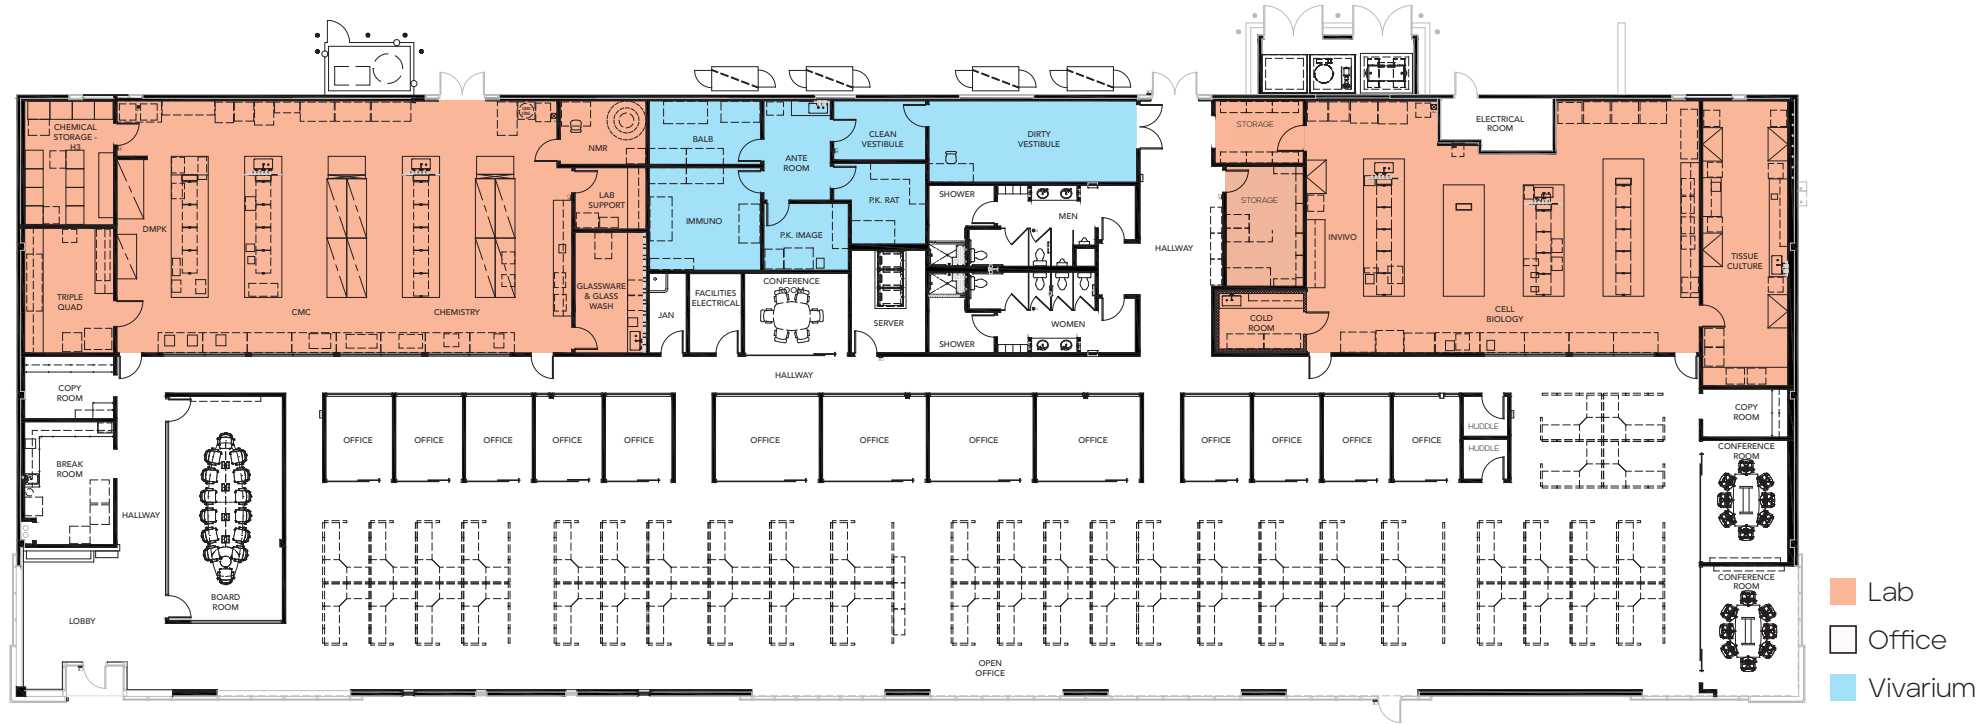 CHEMICAL
STORAGE -
H3
NMR
BALB
CLEAN
VESTIBULE
DIRTY
VESTIBULE
STORAGE
ELECTRICAL
ROOM
ANTE
ROOM
LAB
SUPPORT
DMPK
IMMUNO
P.K. RAT
P.K. IMAGE
SHOWER
MEN
HALLWAY
STORAGE
INVIVO
TISSUE
CULTURE
TRIPLE
QUAD
CMC
CHEMISTRY
GLASSWARE
& GLASS
WASH
JAN
FACILITIES
ELECTRICAL
CONFERENCE
ROOM
SERVER
WOMEN
SHOWER
COLD
ROOM
CELL
BIOLOGY
HALLWAY
COPY
ROOM
COPY
ROOM
BREAK
ROOM
OFFICE
OFFICE
OFFICE
OFFICE
OFFICE
OFFICE
OFFICE
OFFICE
OFFICE
OFFICE
OFFICE
OFFICE
OFFICE
HUDDLE
HUDDLE
CONFERENCE
ROOM
HALLWAY
BOARD
ROOM
LOBBY
OPEN
OFFICE
CONFERENCE
ROOM
Lab
Office
Vivarium